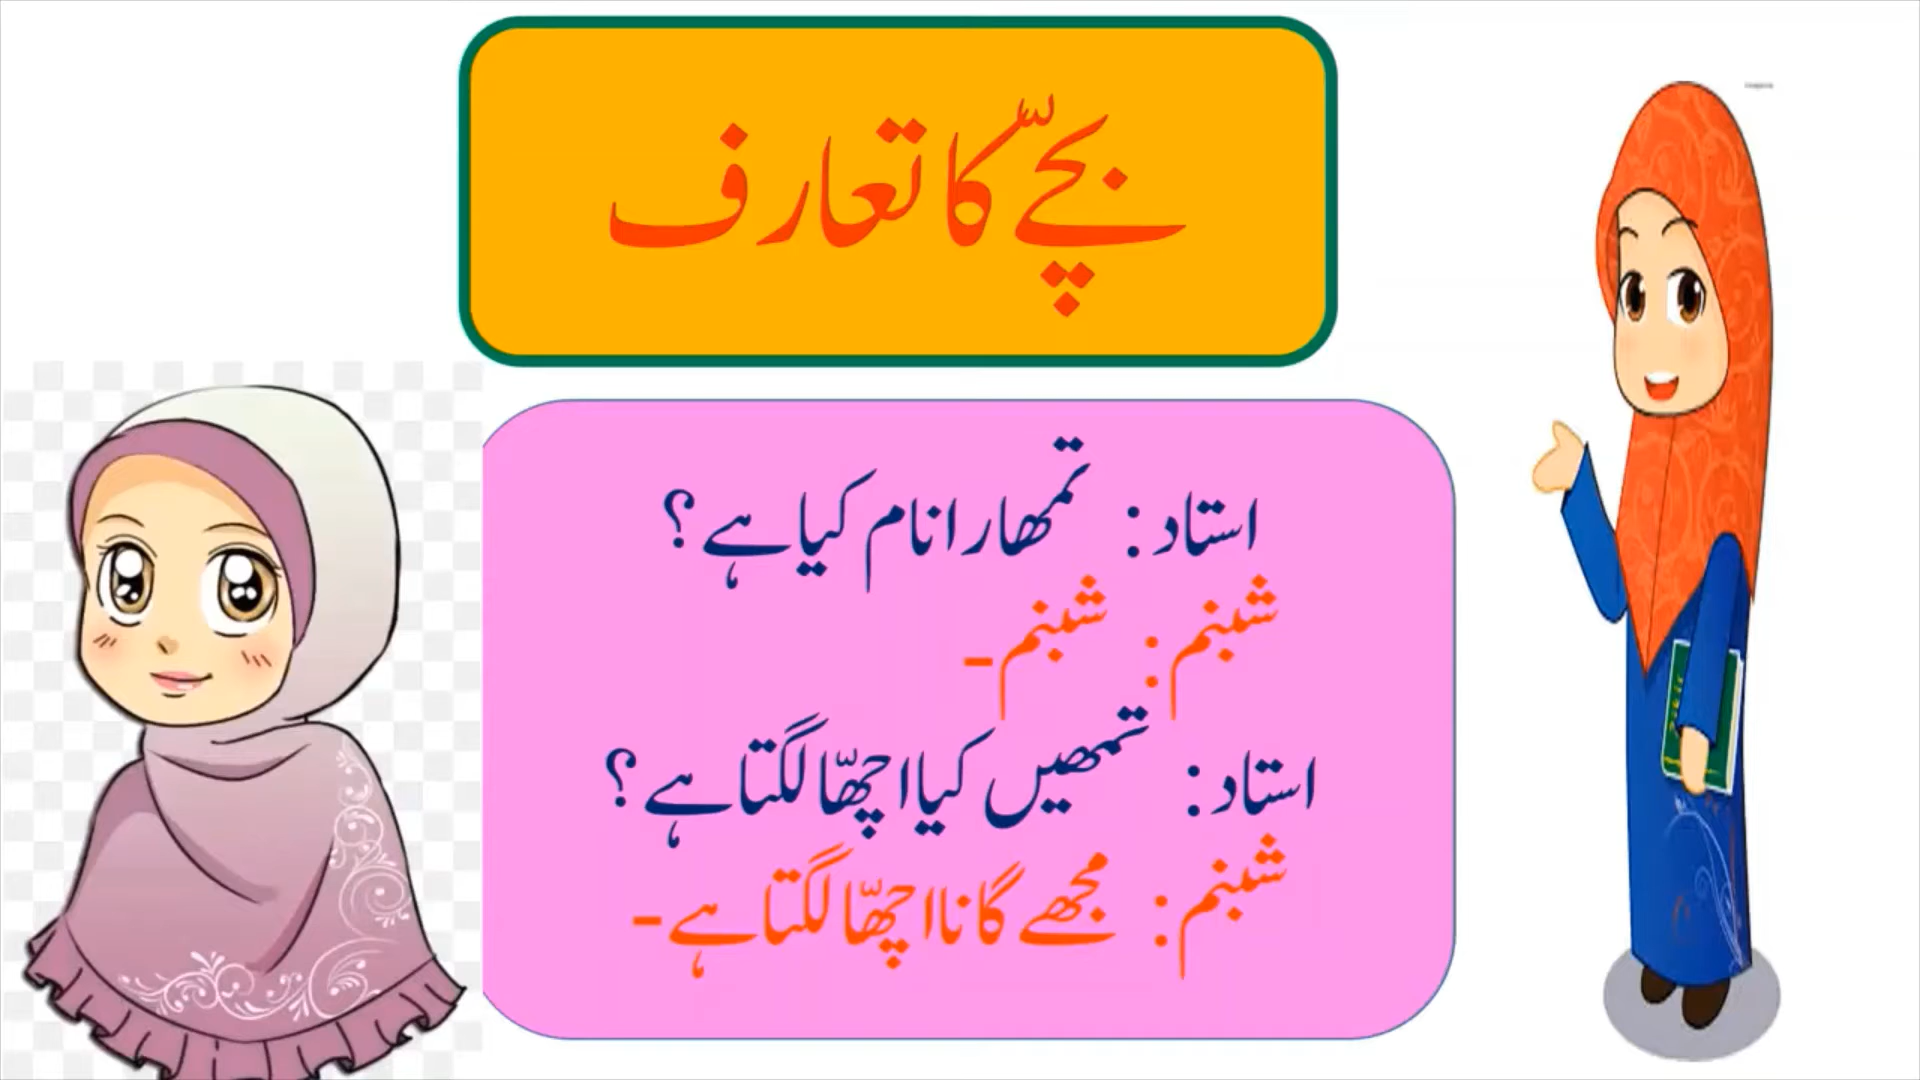 بچّے کا تعارف
استاد: تمھارا نام کیا ہے؟
شبنم: شبنم۔
استاد: تمھیں کیا اچھّا لگتا ہے؟
شبنم: مجھے گانا اچھّا لگتا ہے۔